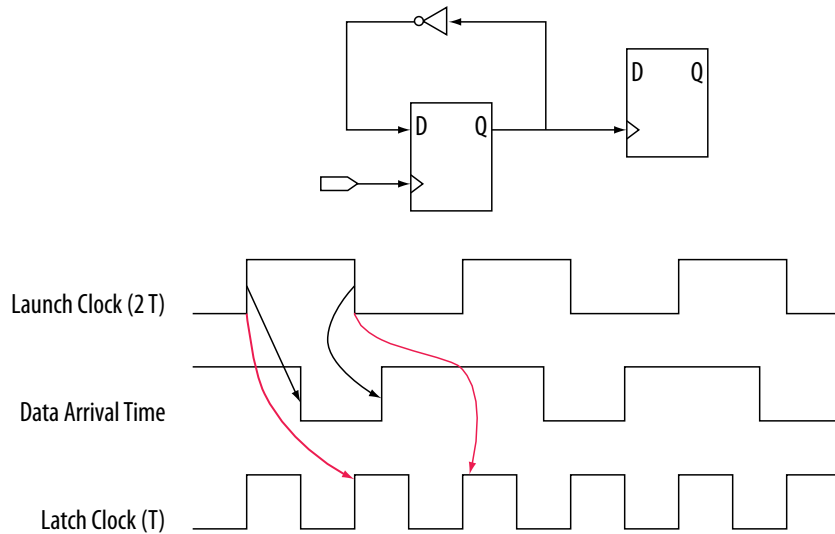 D Q
D Q
Launch Clock (2 T)
Data Arrival Time
Latch Clock (T)